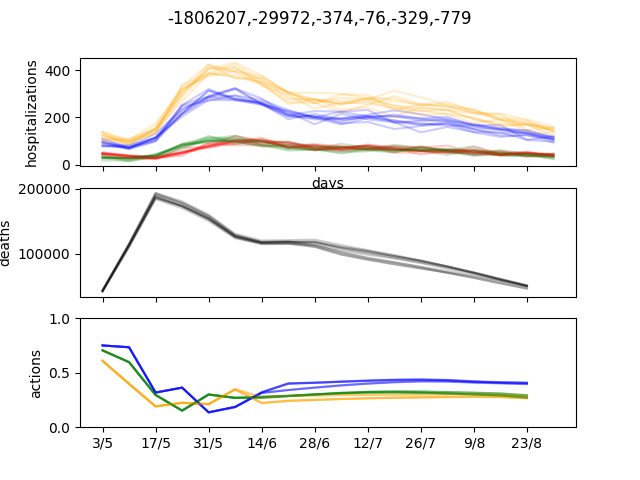 -1806207,-29972,-374,-76,-329,-779
hospitalizations
400
200
0
days
deaths
200000
100000
actions
1.0
0.5
0.0
3/5 17/5 31/5 14/6 28/6 12/7 26/7 9/8 23/8